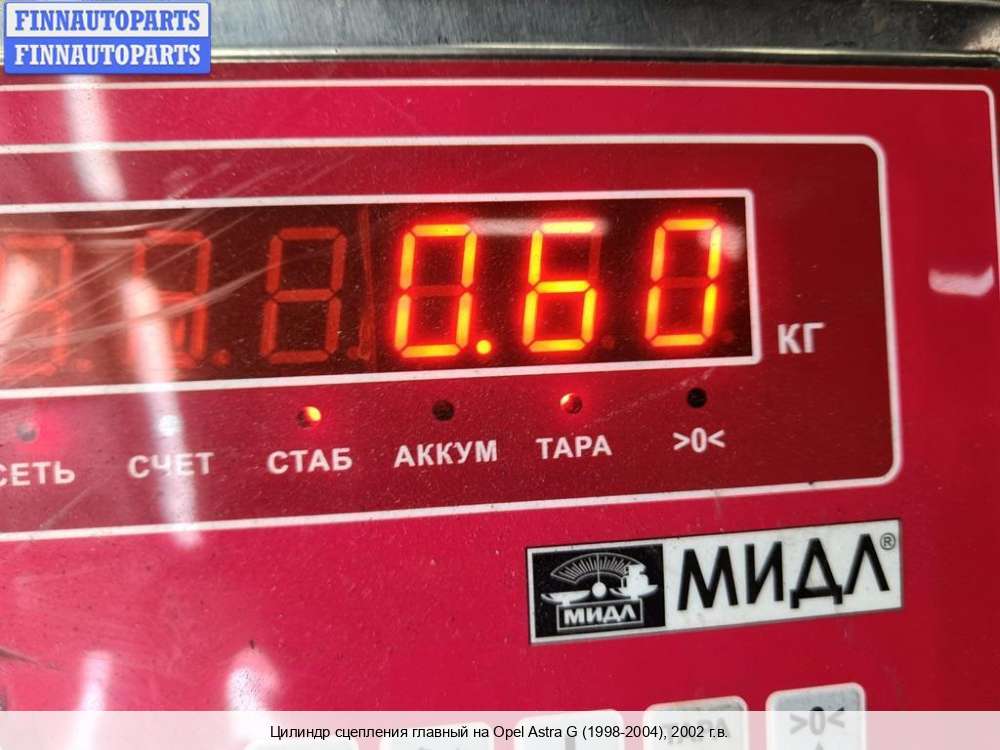 FINNAUTOPARTS
FINNAUTOPARTS
0.60
КГ
СЕТЬ СЧЕТ СТАБ АККУМ ТАРА >0<
МИДЛ МИДЛ®
ТАРА >0<
Цилиндр сцепления главный на Opel Astra G (1998-2004), 2002 г.в.